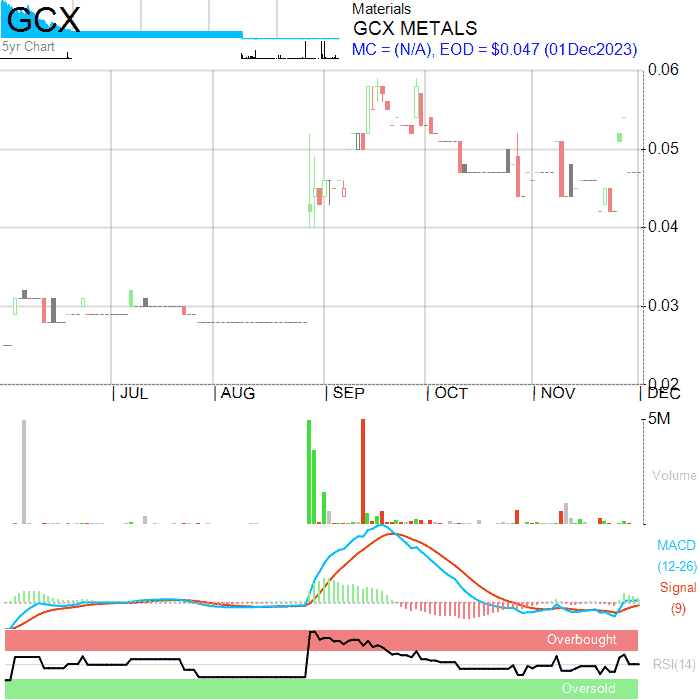 GCX
5yr Chart
Materials
GCX METALS
MC = (N/A), EOD = $0.047 (01Dec2023)
0.06
0.05
0.04
0.03
0.02
JUL AUG SEP OCT NOV DEC
5M
Volume
MACD
(12-26)
Signal
(9)
Overbought
RSI(14)
Oversold